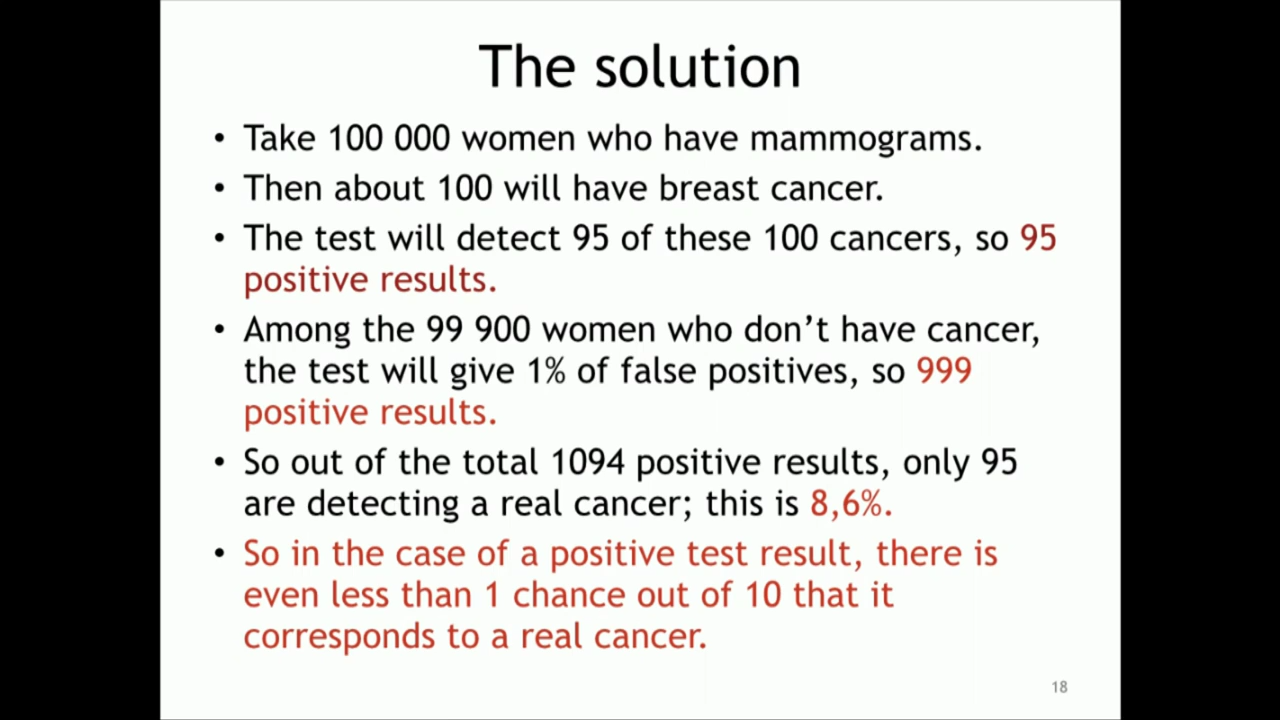 The solution
• Take 100 000 women who have mammograms.
• Then about 100 will have breast cancer.
• The test will detect 95 of these 100 cancers, so 95
positive results.
• Among the 99 900 women who don’t have cancer,
the test will give 1% of false positives, so 999
positive results.
• So out of the total 1094 positive results, only 95
are detecting a real cancer; this is 8,6%.
• So in the case of a positive test result, there is
even less than 1 chance out of 10 that it
corresponds to a real cancer.
18